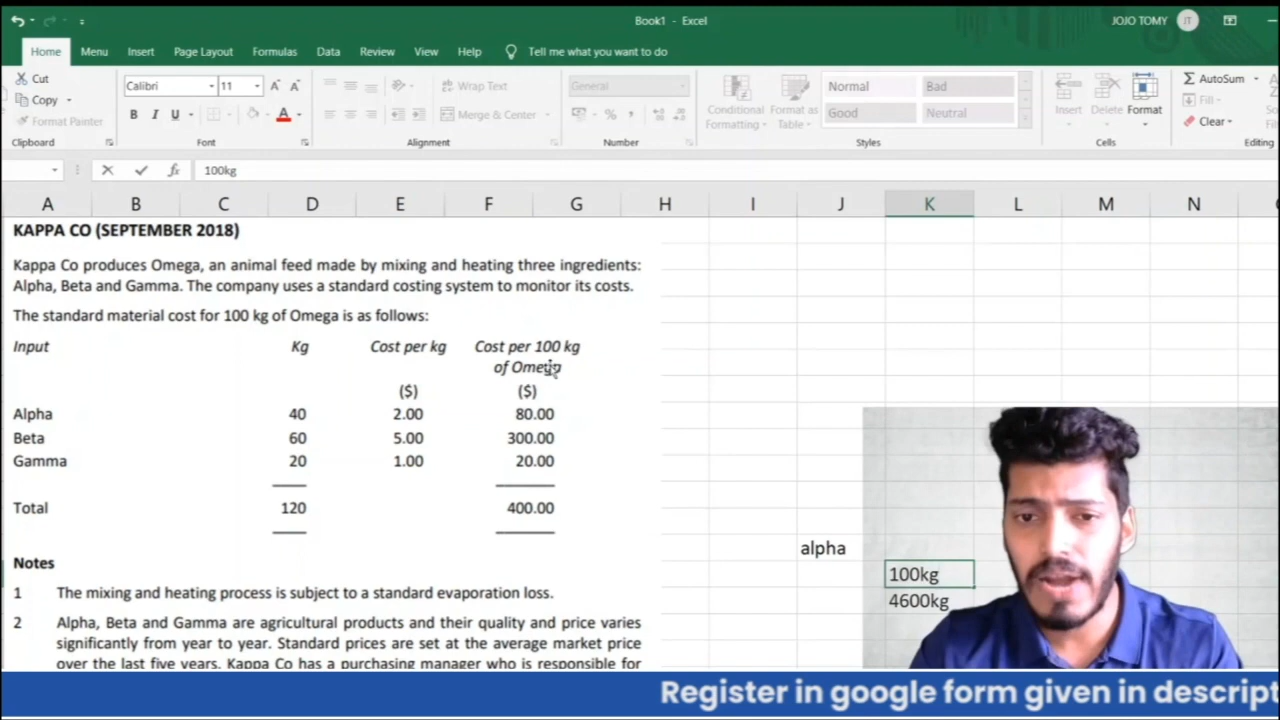 Book1 - Excel
JOJO TOMY
JT
Home Menu Insert Page Layout Formulas Data Review View Help Tell me what you want to do
Cut
Copy
Format Painter
Calibri 11
B I U
Wrap Text
Merge & Center
General
Conditional Formatting
Format as Table
Normal Bad
Good Neutral
Insert Delete Format
AutoSum
Fill
Clear
Clipboard Font Alignment Number Styles Cells Editing
fx 100kg
A B C D E F G H I J K L M N
KAPPA CO (SEPTEMBER 2018)
Kappa Co produces Omega, an animal feed made by mixing and heating three ingredients:
Alpha, Beta and Gamma. The company uses a standard costing system to monitor its costs.
The standard material cost for 100 kg of Omega is as follows:
Input Kg Cost per kg Cost per 100 kg
of Omega
($) ($)
Alpha 40 2.00 80.00
Beta 60 5.00 300.00
Gamma 20 1.00 20.00
Total 120 400.00
alpha
100kg
4600kg
Notes
1 The mixing and heating process is subject to a standard evaporation loss.
2 Alpha, Beta and Gamma are agricultural products and their quality and price varies
significantly from year to year. Standard prices are set at the average market price
over the last five years. Kappa Co has a purchasing manager who is responsible for
Register in google form given in descript